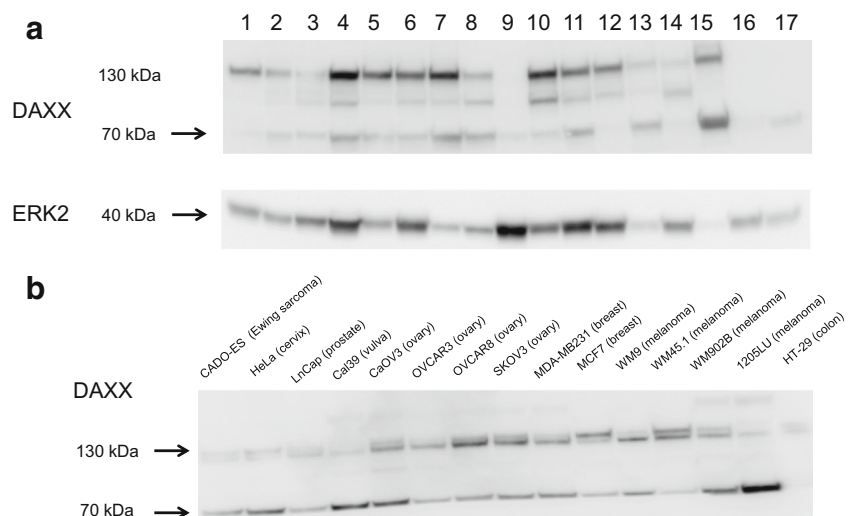 a
1 2 3 4 5 6 7 8 9 10 11 12 13 14 15 16 17
130 kDa
DAXX
70 kDa
ERK2 40 kDa
b
CADO-ES (Ewing sarcoma)
HeLa (cervix)
LnCap (prostate)
Cal39 (vulva)
CaOV3 (ovary)
OVCAR3 (ovary)
OVCAR8 (ovary)
SKOV3 (ovary)
MDA-MB231 (breast)
MCF7 (breast)
WM9 (melanoma)
WM45.1 (melanoma)
WM902B (melanoma)
1205LU (melanoma)
HT-29 (colon)
DAXX
130 kDa
70 kDa